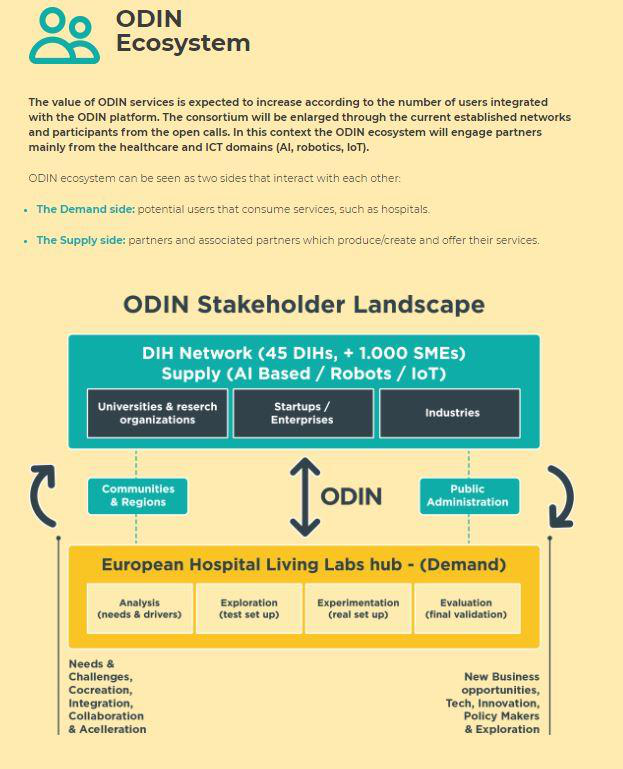 ODIN
Ecosystem
The value of ODIN services is expected to increase according to the number of users integrated
with the ODIN platform. The consortium will be enlarged through the current established networks
and participants from the open calls. In this context the ODIN ecosystem will engage partners
mainly from the healthcare and ICT domains (AI, robotics, IoT).
ODIN ecosystem can be seen as two sides that interact with each other:
• The Demand side: potential users that consume services, such as hospitals.
• The Supply side: partners and associated partners which produce/create and offer their services.
ODIN Stakeholder Landscape
DIH Network (45 DIHs, + 1.000 SMEs)
Supply (AI Based / Robots / IoT)
Universities & reserch
organizations
Startups /
Enterprises
Industries
Communities
& Regions
ODIN
Public
Administration
European Hospital Living Labs hub - (Demand)
Analysis
(needs & drivers)
Exploration
(test set up)
Experimentation
(real set up)
Evaluation
(final validation)
Needs &
Challenges,
Cocreation,
Integration,
Collaboration
& Acelleration
New Business
opportunities,
Tech, Innovation,
Policy Makers
& Exploration